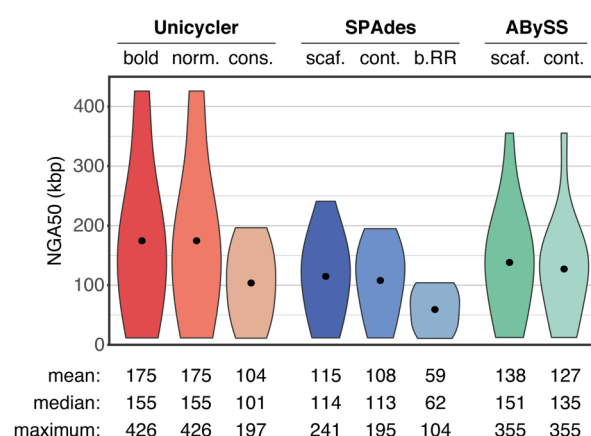 Unicycler SPAdes ABySS
bold norm. cons. scaf. cont. b.RR scaf. cont.
400
300
200
100
0
NGA50 (kbp)
mean: 175 175 104 115 108 59 138 127
median: 155 155 101 114 113 62 151 135
maximum: 426 426 197 241 195 104 355 355